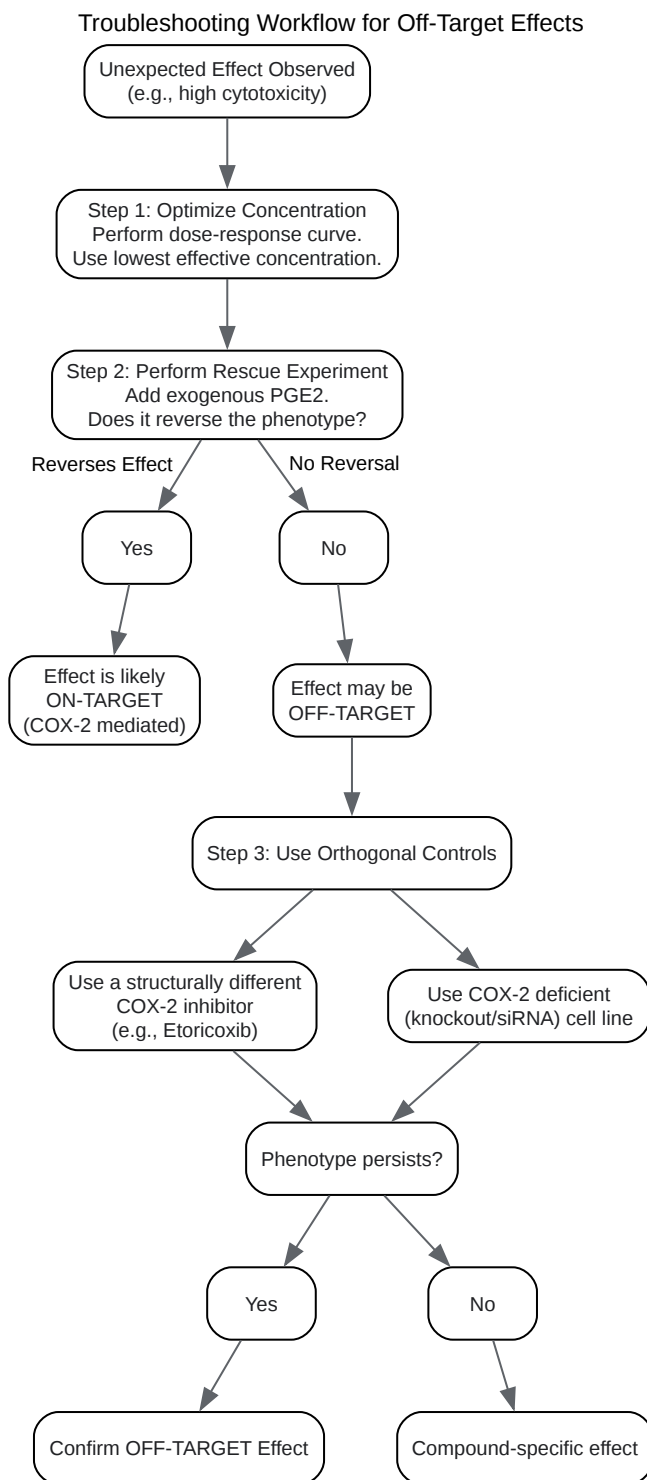 Troubleshooting Workflow for Off-Target Effects
Unexpected Effect Observed
(e.g., high cytotoxicity)
Step 1: Optimize Concentration
Perform dose-response curve.
Use lowest effective concentration.
Step 2: Perform Rescue Experiment
Add exogenous PGE2.
Does it reverse the phenotype?
Reverses Effect
No Reversal
Yes
No
Effect is likely
ON-TARGET
(COX-2 mediated)
Effect may be
OFF-TARGET
Step 3: Use Orthogonal Controls
Use a structurally different
COX-2 inhibitor
(e.g., Etoricoxib)
Use COX-2 deficient
(knockout/siRNA) cell line
Phenotype persists?
Yes
No
Confirm OFF-TARGET Effect
Compound-specific effect